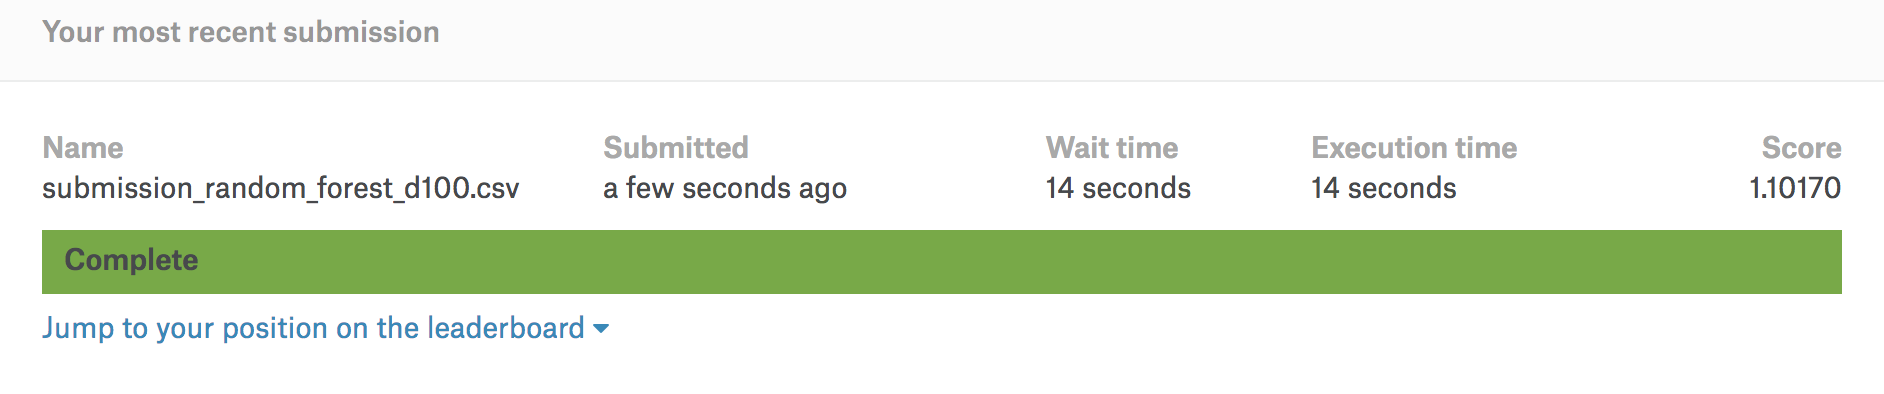 Your most recent submission
Name Submitted Wait time Execution time Score
submission_random_forest_d100.csv a few seconds ago 14 seconds 14 seconds 1.10170
Complete
Jump to your position on the leaderboard